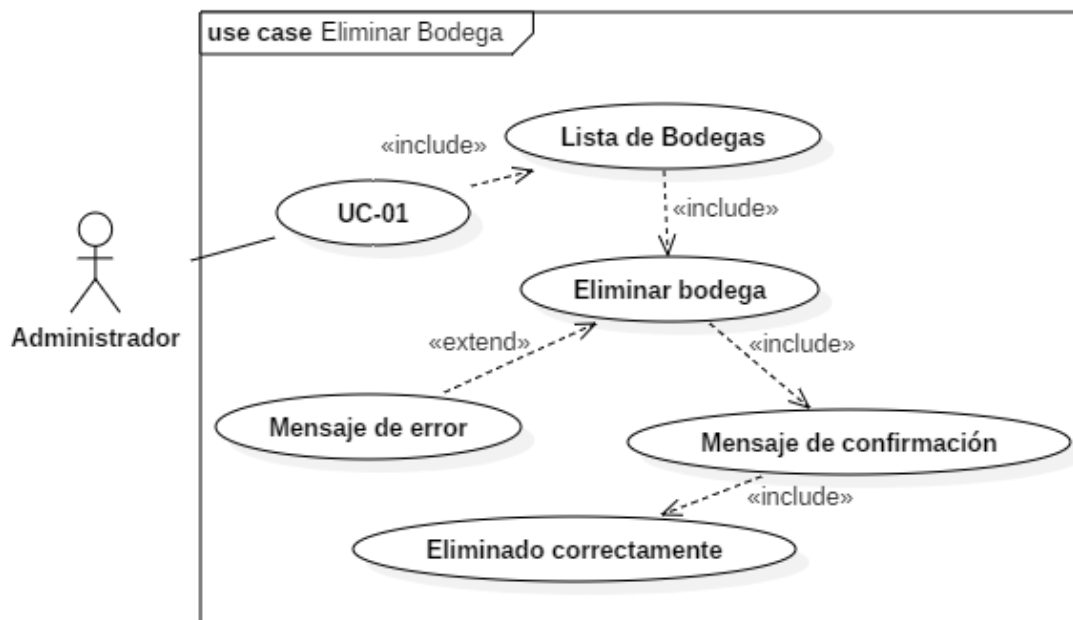 use case Eliminar Bodega
Lista de Bodegas
«include»
UC-01
«include»
Eliminar bodega
Administrador
«extend»
«include»
Mensaje de error
Mensaje de confirmación
«include»
Eliminado correctamente